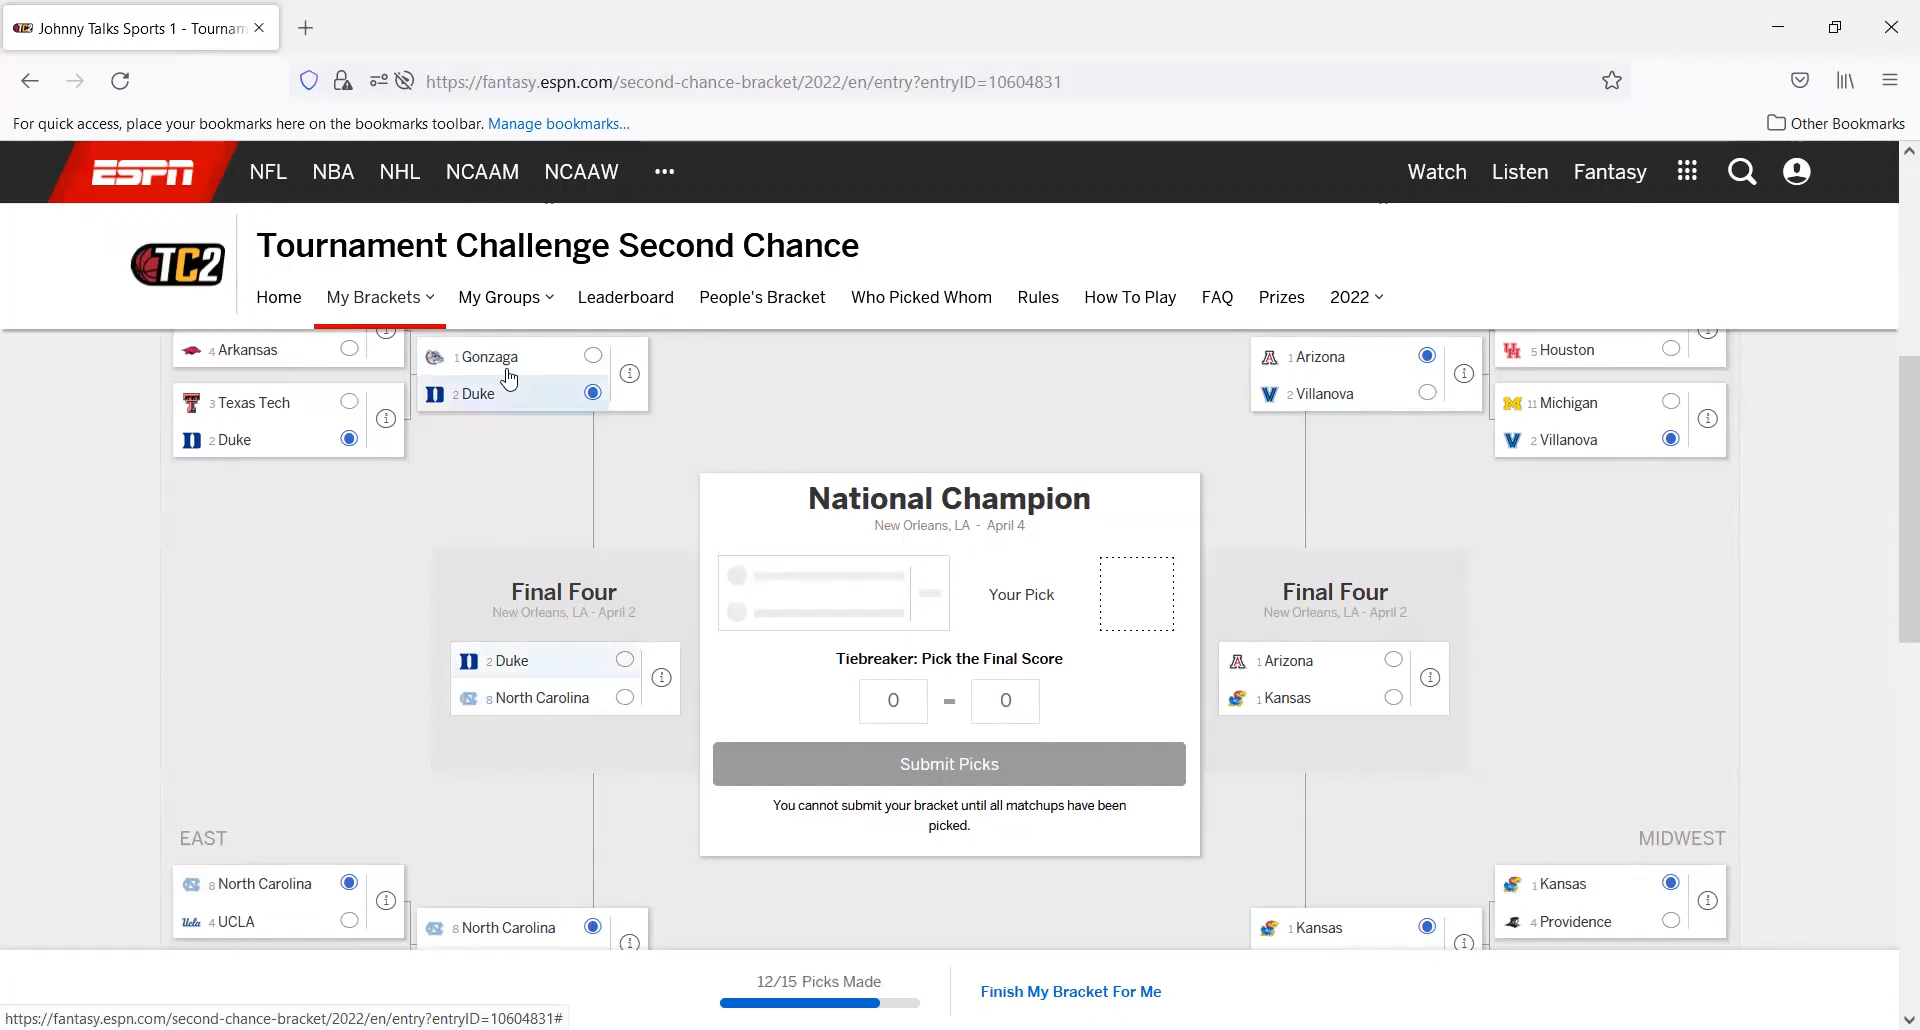 Johnny Talks Sports 1 - Tournam
https://fantasy.espn.com/second-chance-bracket/2022/en/entry?entryID=10604831
For quick access, place your bookmarks here on the bookmarks toolbar. Manage bookmarks...
Other Bookmarks
ESPN NFL NBA NHL NCAAM NCAAW ••• Watch Listen Fantasy
TC2
Tournament Challenge Second Chance
Home My Brackets My Groups Leaderboard People's Bracket Who Picked Whom Rules How To Play FAQ Prizes 2022
4 Arkansas
3 Texas Tech
2 Duke
1 Gonzaga
2 Duke
1 Arizona
2 Villanova
5 Houston
11 Michigan
2 Villanova
National Champion
New Orleans, LA - April 4
Your Pick
Tiebreaker: Pick the Final Score
0 - 0
Submit Picks
You cannot submit your bracket until all matchups have been
picked.
Final Four
New Orleans, LA - April 2
2 Duke
8 North Carolina
Final Four
New Orleans, LA - April 2
1 Arizona
1 Kansas
EAST
8 North Carolina
Ucla 4 UCLA
8 North Carolina
MIDWEST
1 Kansas
1 Kansas
4 Providence
12/15 Picks Made
Finish My Bracket For Me
https://fantasy.espn.com/second-chance-bracket/2022/en/entry?entryID=10604831#